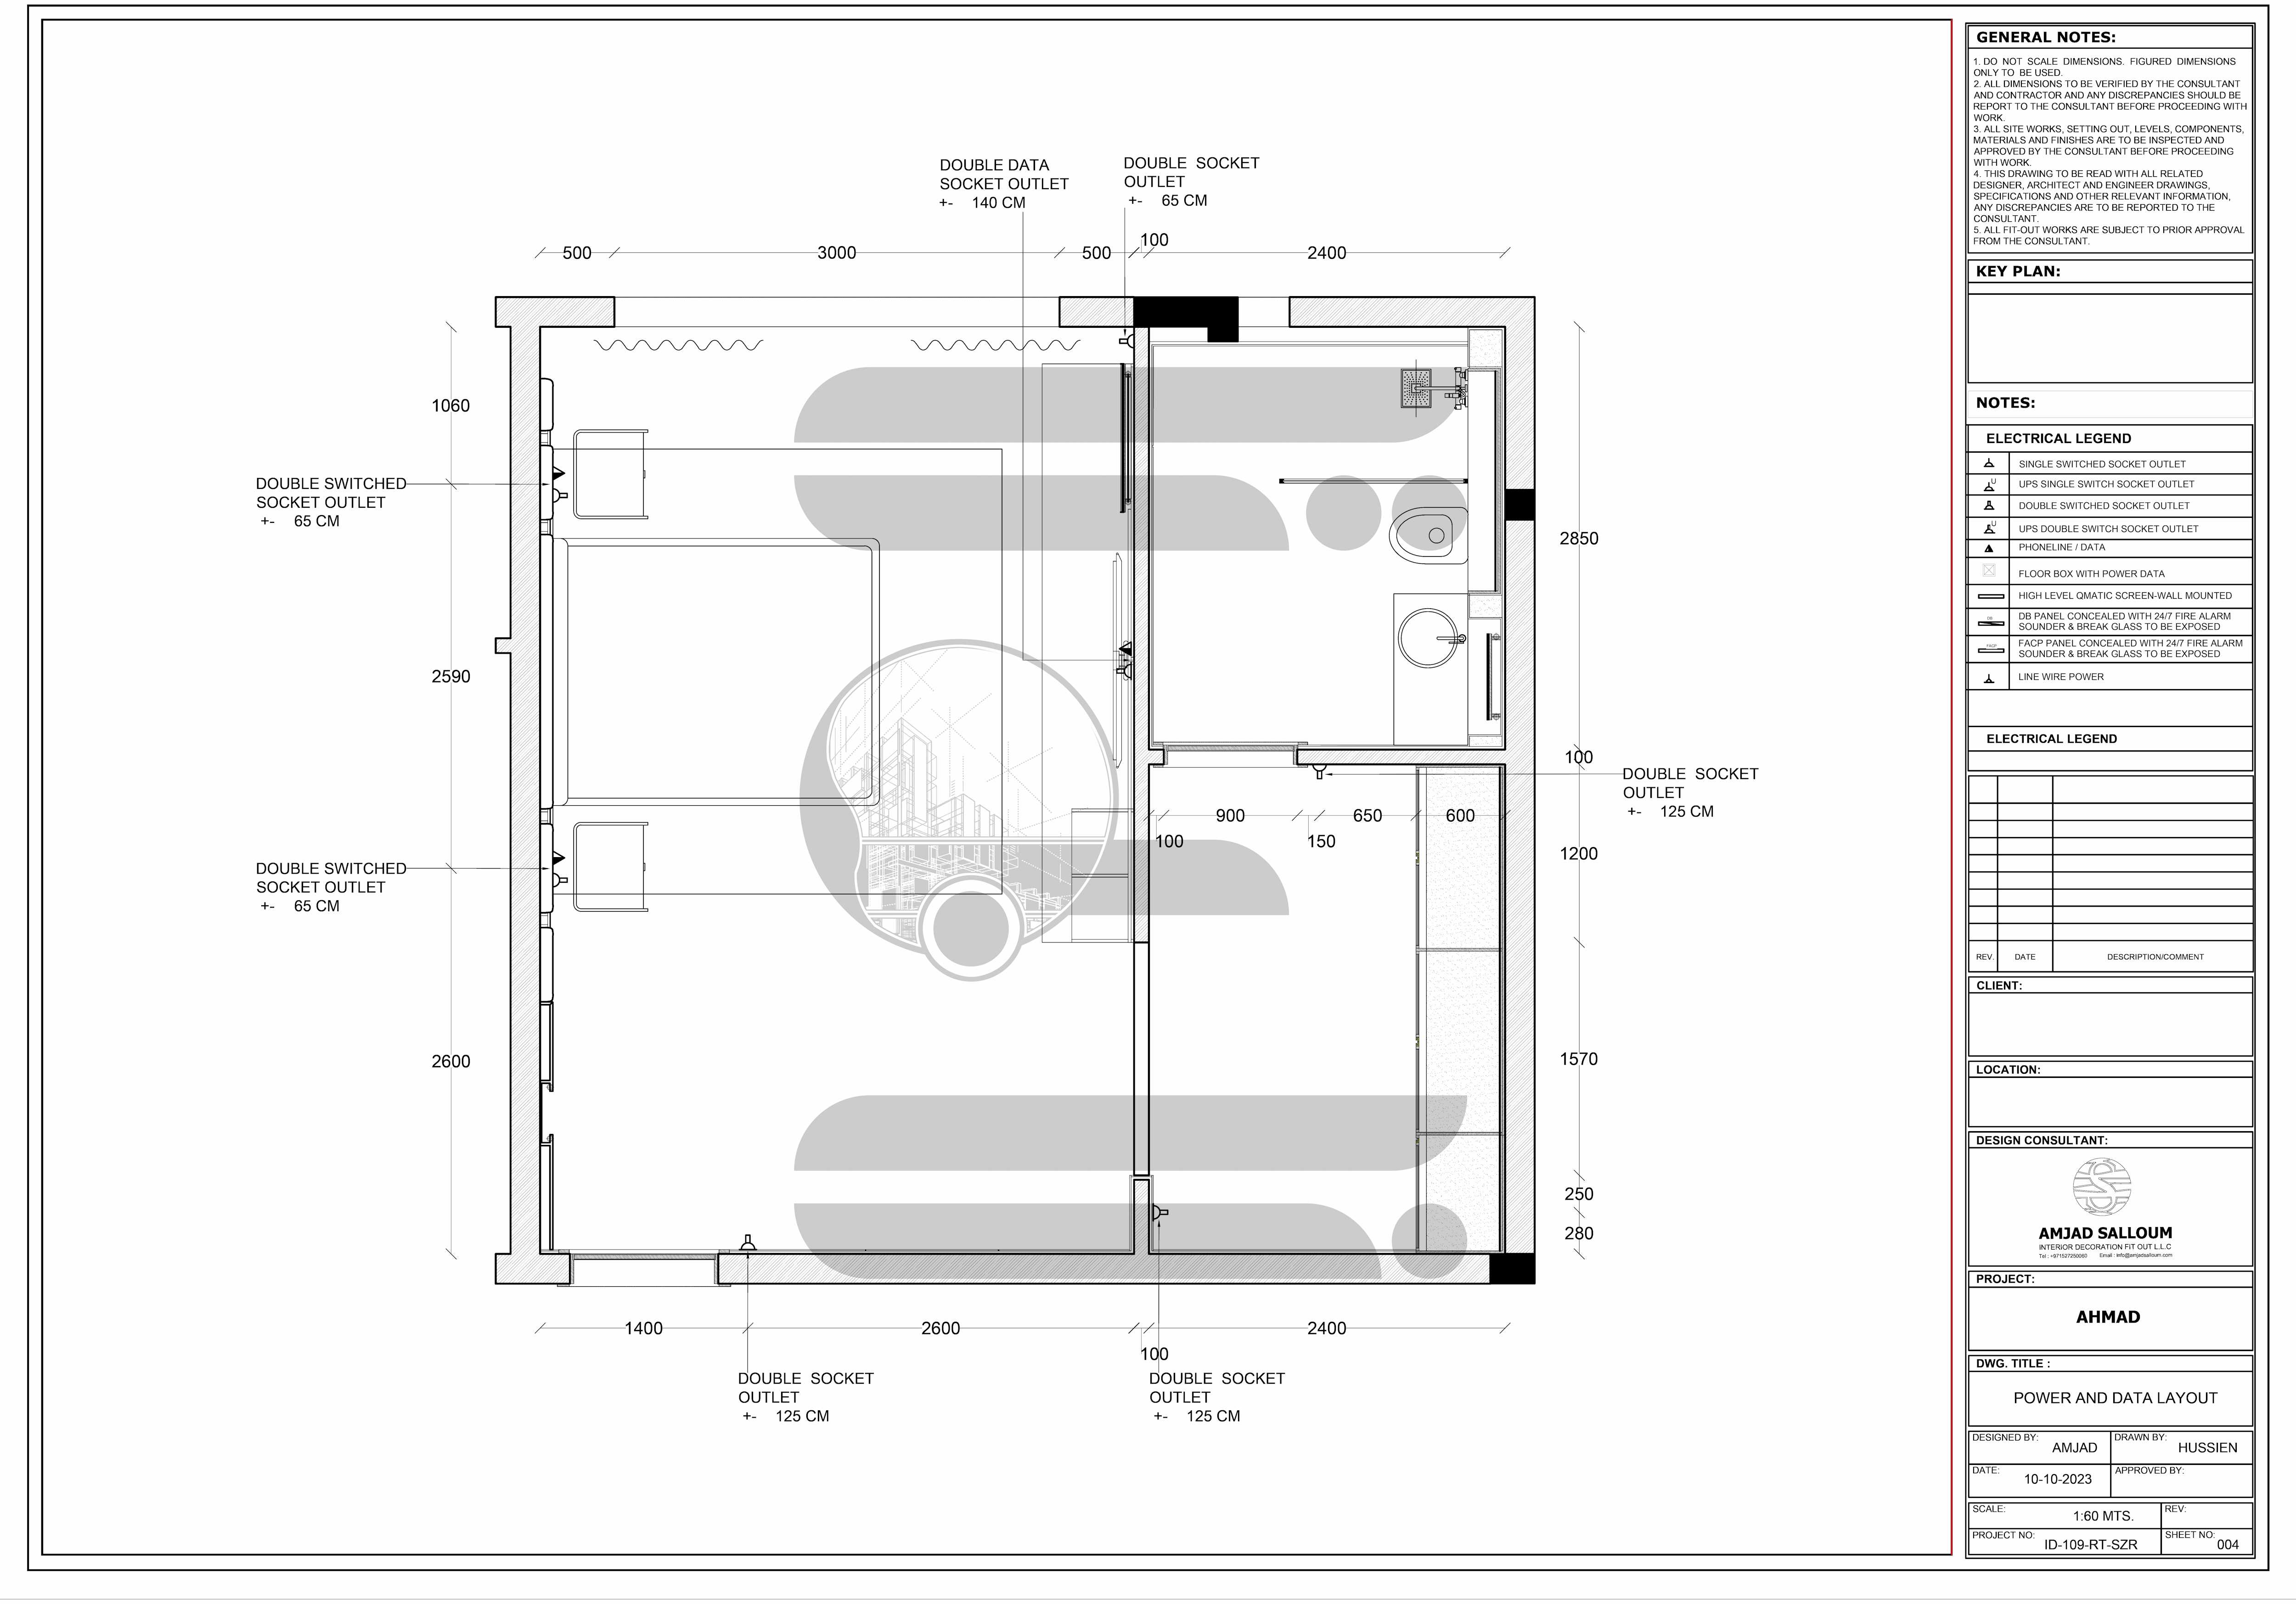 DOUBLE DATA
SOCKET OUTLET
+- 140 CM
DOUBLE SOCKET
OUTLET
+- 65 CM
500
3000
500
100
2400
1060
2590
2600
DOUBLE SWITCHED
SOCKET OUTLET
+- 65 CM
DOUBLE SWITCHED
SOCKET OUTLET
+- 65 CM
2850
100
1200
1570
250
280
DOUBLE SOCKET
OUTLET
+- 125 CM
900
650
600
100
150
1400
2600
2400
100
DOUBLE SOCKET
OUTLET
+- 125 CM
DOUBLE SOCKET
OUTLET
+- 125 CM
GENERAL NOTES:
1. DO NOT SCALE DIMENSIONS. FIGURED DIMENSIONS
ONLY TO BE USED.
2. ALL DIMENSIONS TO BE VERIFIED BY THE CONSULTANT
AND CONTRACTOR AND ANY DISCREPANCIES SHOULD BE
REPORT TO THE CONSULTANT BEFORE PROCEEDING WITH
WORK.
3. ALL SITE WORKS, SETTING OUT, LEVELS, COMPONENTS,
MATERIALS AND FINISHES ARE TO BE INSPECTED AND
APPROVED BY THE CONSULTANT BEFORE PROCEEDING
WITH WORK.
4. THIS DRAWING TO BE READ WITH ALL RELATED
DESIGNER, ARCHITECT AND ENGINEER DRAWINGS,
SPECIFICATIONS AND OTHER RELEVANT INFORMATION,
ANY DISCREPANCIES ARE TO BE REPORTED TO THE
CONSULTANT.
5. ALL FIT-OUT WORKS ARE SUBJECT TO PRIOR APPROVAL
FROM THE CONSULTANT.
KEY PLAN:
NOTES:
ELECTRICAL LEGEND
SINGLE SWITCHED SOCKET OUTLET
U
UPS SINGLE SWITCH SOCKET OUTLET
DOUBLE SWITCHED SOCKET OUTLET
U
UPS DOUBLE SWITCH SOCKET OUTLET
PHONELINE / DATA
FLOOR BOX WITH POWER DATA
HIGH LEVEL QMATIC SCREEN-WALL MOUNTED
DB
DB PANEL CONCEALED WITH 24/7 FIRE ALARM
SOUNDER & BREAK GLASS TO BE EXPOSED
FACP
FACP PANEL CONCEALED WITH 24/7 FIRE ALARM
SOUNDER & BREAK GLASS TO BE EXPOSED
LINE WIRE POWER
ELECTRICAL LEGEND
REV. DATE DESCRIPTION/COMMENT
CLIENT:
LOCATION:
DESIGN CONSULTANT:
AMJAD SALLOUM
INTERIOR DECORATION FiT OUT L.L.C
Tel : +971527250060 Email : info@amjadsalloum.com
PROJECT:
AHMAD
DWG. TITLE :
POWER AND DATA LAYOUT
DESIGNED BY: AMJAD
DRAWN BY: HUSSIEN
DATE: 10-10-2023
APPROVED BY:
SCALE: 1:60 MTS.
REV:
PROJECT NO: ID-109-RT-SZR
SHEET NO: 004